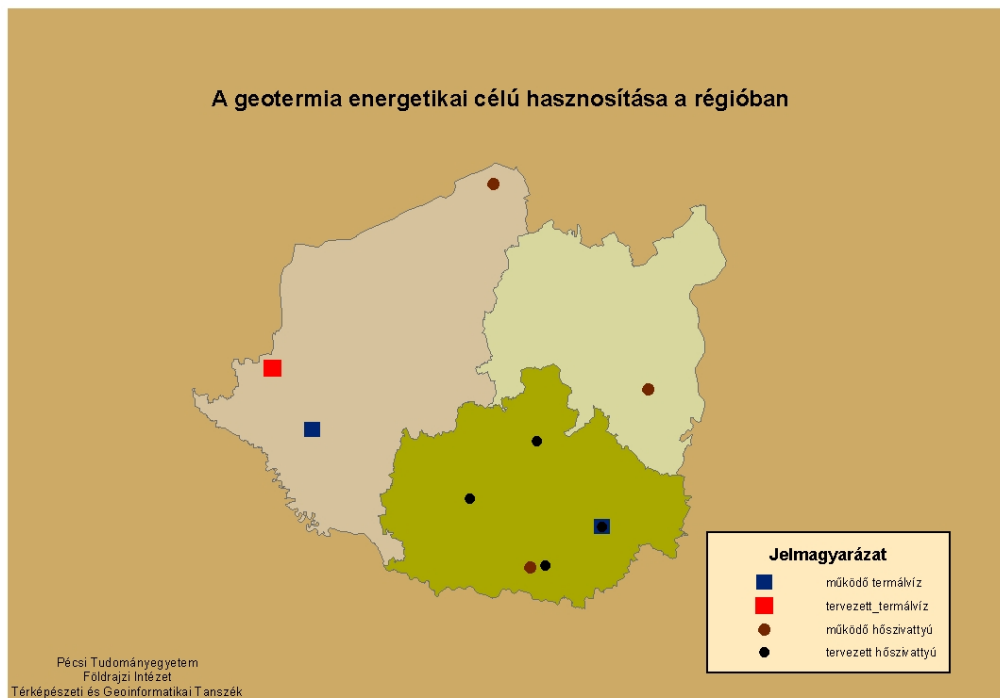 A geotermia energetikai célú hasznosítása a régióban
Jelmagyarázat
működő termálvíz
tervezett_termálvíz
működő hőszivattyú
tervezett hőszivattyú
Pécsi Tudományegyetem
Földrajzi Intézet
Térképészeti és Geoinformatikai Tanszék